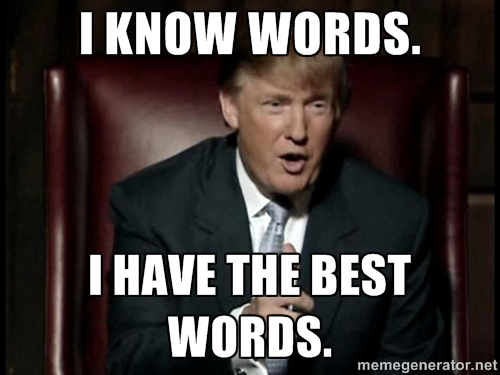 I KNOW WORDS.
I HAVE THE BEST
WORDS.
memegenerator.net